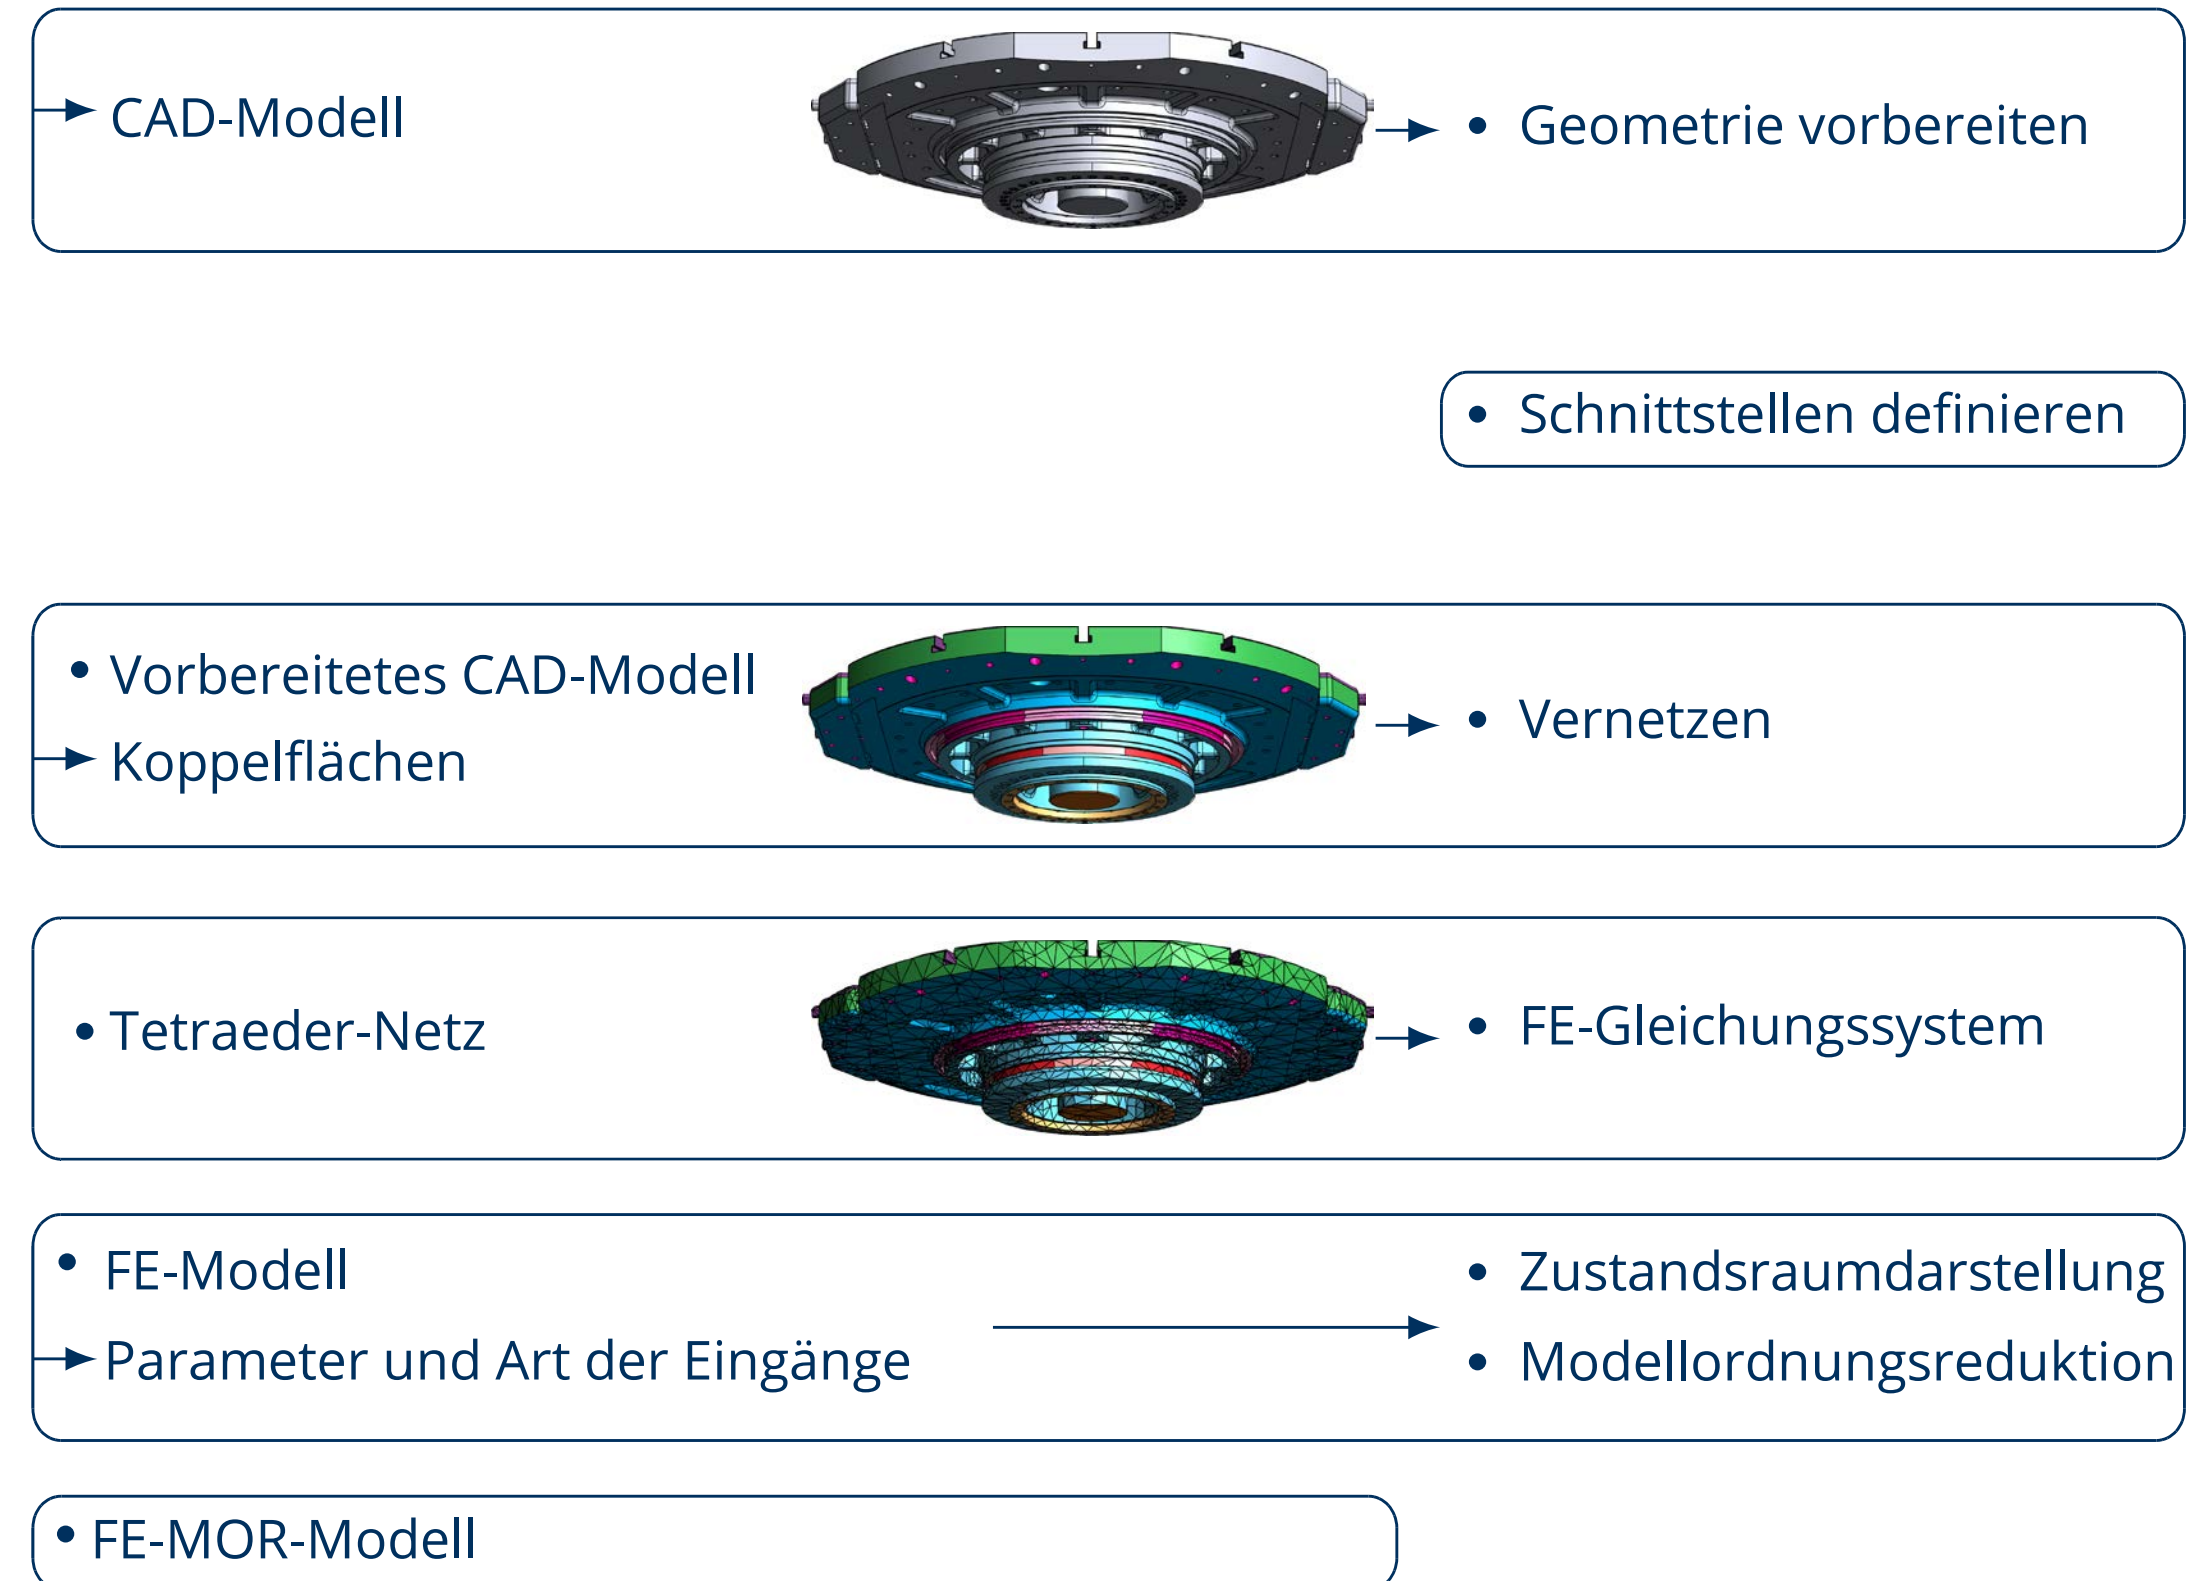 CAD-Modell
• Geometrie vorbereiten
• Schnittstellen definieren
• Vorbereitetes CAD-Modell
Koppelflächen
• Vernetzen
• Tetraeder-Netz
• FE-Gleichungssystem
• FE-Modell
Parameter und Art der Eingänge
• Zustandsraumdarstellung
• Modellordnungsreduktion
• FE-MOR-Modell